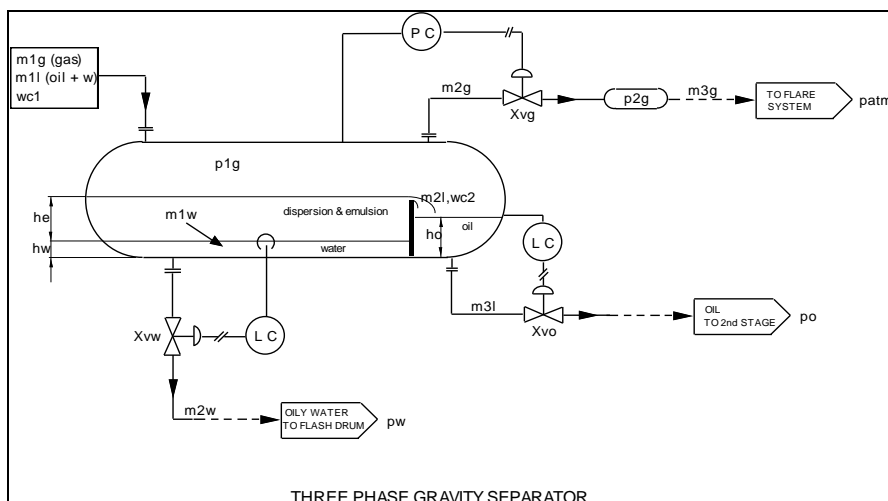 m1g (gas)
m1l (oil + w)
wc1
P C
m2g
Xvg
p2g
m3g
TO FLARE
SYSTEM
patm
p1g
he
hw
m1w
dispersion & emulsion
water
m2l,wc2
ho
oil
L C
m3l
Xvo
OIL
TO 2nd STAGE
po
Xvw
L C
m2w
OILY WATER
TO FLASH DRUM
pw
THREE PHASE GRAVITY SEPARATOR